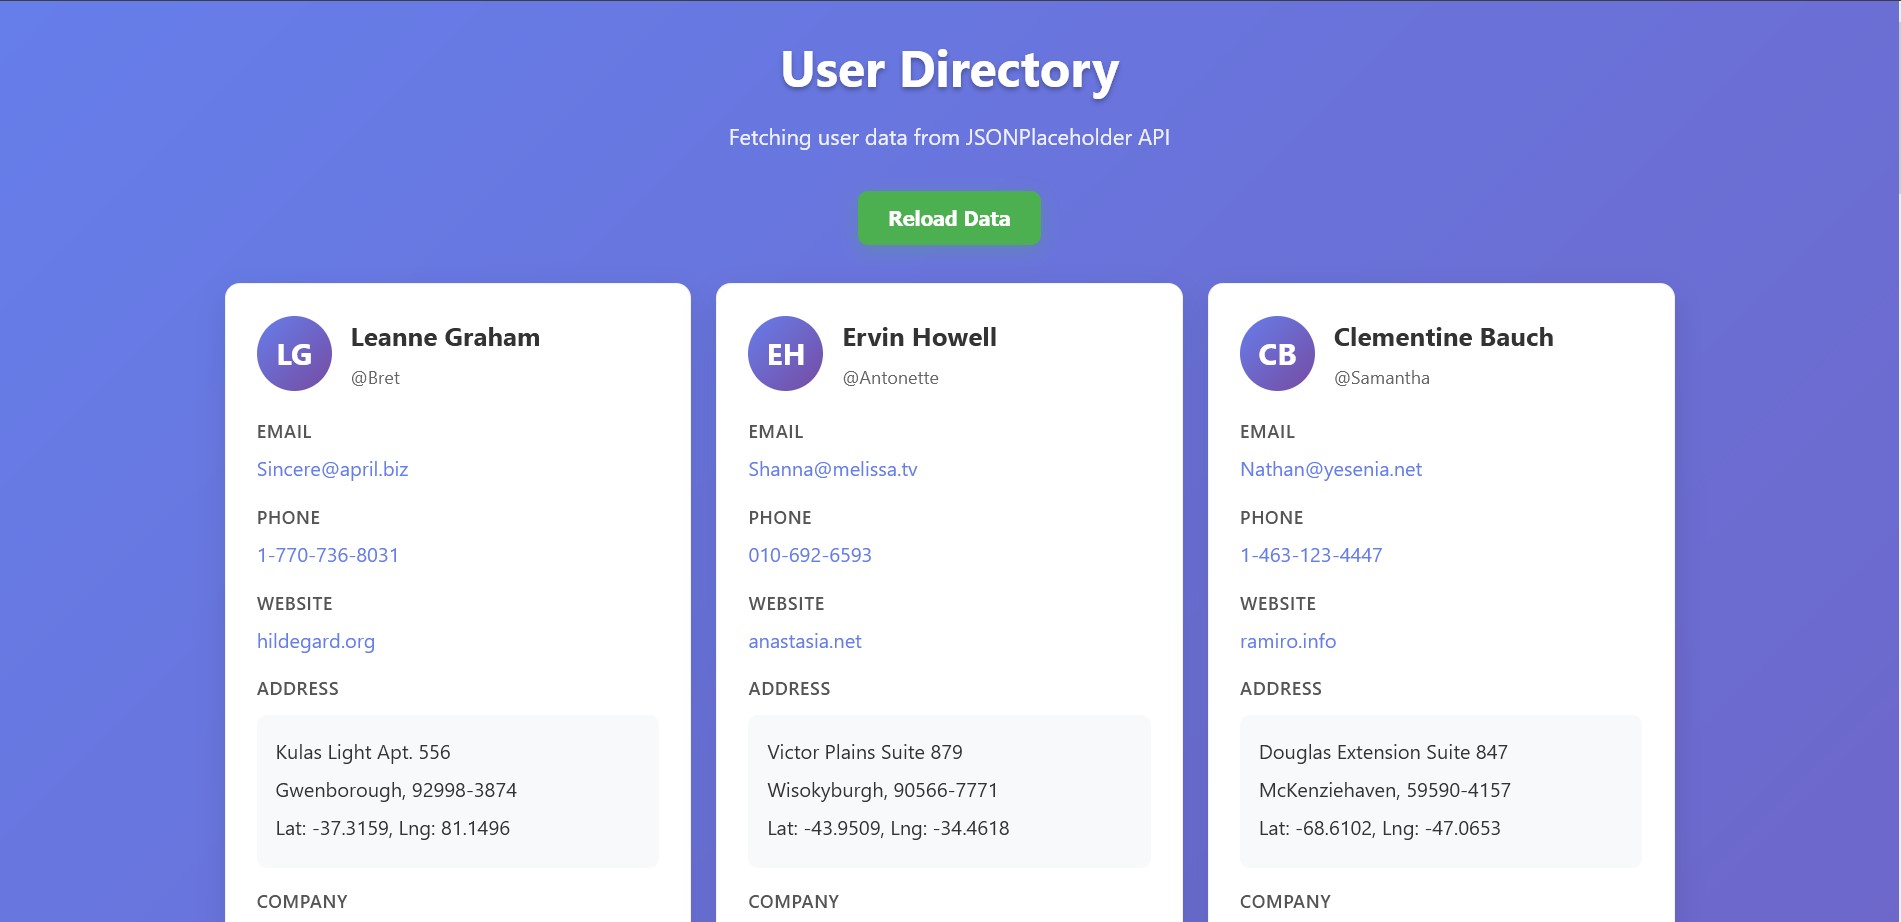 User Directory
Fetching user data from JSONPlaceholder API
Reload Data
LG
Leanne Graham
@Bret
EMAIL
Sincere@april.biz
PHONE
1-770-736-8031
WEBSITE
hildegard.org
ADDRESS
Kulas Light Apt. 556
Gwenborough, 92998-3874
Lat: -37.3159, Lng: 81.1496
COMPANY
EH
Ervin Howell
@Antonette
EMAIL
Shanna@melissa.tv
PHONE
010-692-6593
WEBSITE
anastasia.net
ADDRESS
Victor Plains Suite 879
Wisokyburgh, 90566-7771
Lat: -43.9509, Lng: -34.4618
COMPANY
CB
Clementine Bauch
@Samantha
EMAIL
Nathan@yesenia.net
PHONE
1-463-123-4447
WEBSITE
ramiro.info
ADDRESS
Douglas Extension Suite 847
McKenziehaven, 59590-4157
Lat: -68.6102, Lng: -47.0653
COMPANY